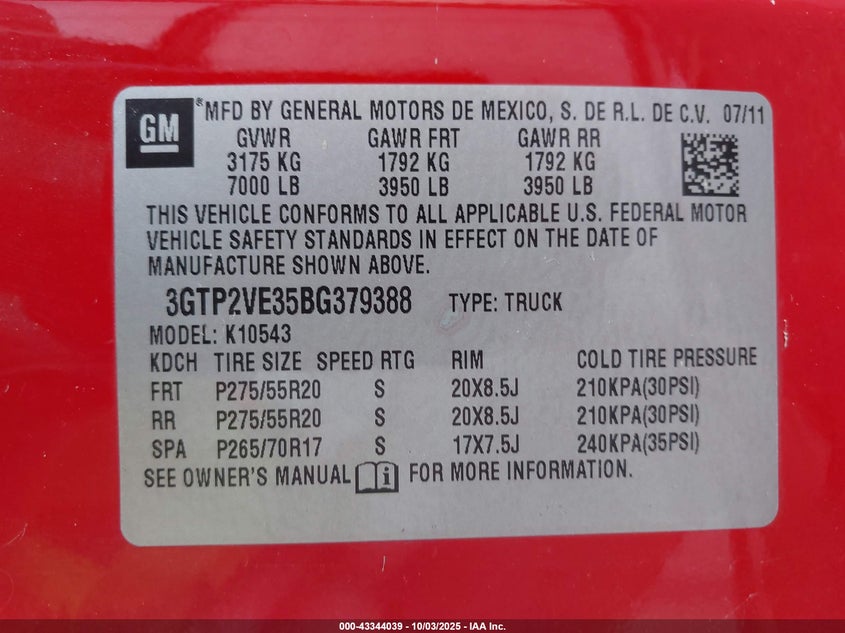 GM ®MFD BY GENERAL MOTORS DE MEXICO, S. DE R.L. DE C.V. 07/11
GVWR GAWR FRT GAWR RR
3175 KG 1792 KG 1792 KG
7000 LB 3950 LB 3950 LB
THIS VEHICLE CONFORMS TO ALL APPLICABLE U.S. FEDERAL MOTOR
VEHICLE SAFETY STANDARDS IN EFFECT ON THE DATE OF
MANUFACTURE SHOWN ABOVE.
3GTP2VE35BG379388 TYPE: TRUCK
MODEL: K10543
KDCH TIRE SIZE SPEED RTG RIM COLD TIRE PRESSURE
FRT P275/55R20 S 20X8.5J 210KPA(30PSI)
RR P275/55R20 S 20X8.5J 210KPA(30PSI)
SPA P265/70R17 S 17X7.5J 240KPA(35PSI)
SEE OWNER'S MANUAL i FOR MORE INFORMATION.
000-43344039 - 10/03/2025 - IAA Inc.